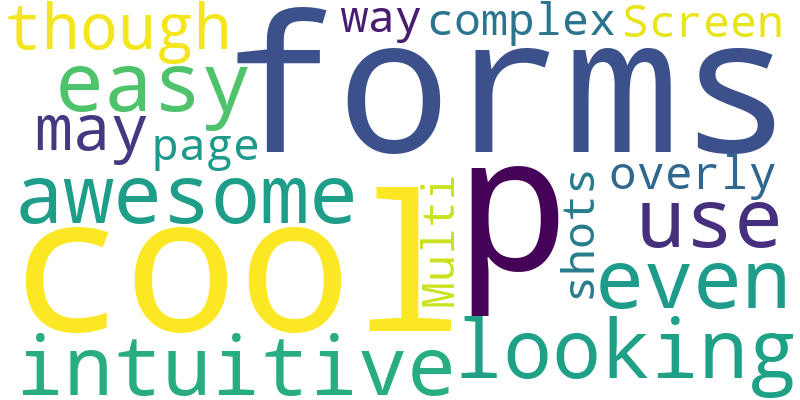 though
way
complex
Screen
forms
easy
may
page
overly
awesome
p
use
Multi
shots
cool
even
looking
intuitive